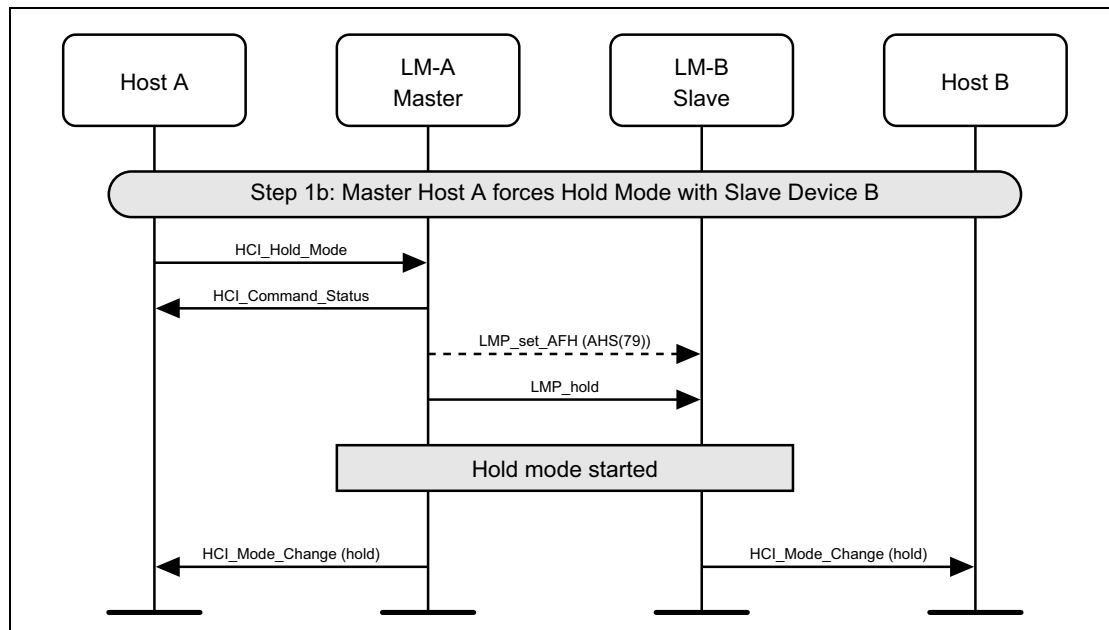 Host A
LM-A
Master
LM-B
Slave
Host B
Step 1b: Master Host A forces Hold Mode with Slave Device B
HCI_Hold_Mode
HCI_Command_Status
LMP_set_AFH (AHS(79))
LMP_hold
Hold mode started
HCI_Mode_Change (hold)
HCI_Mode_Change (hold)